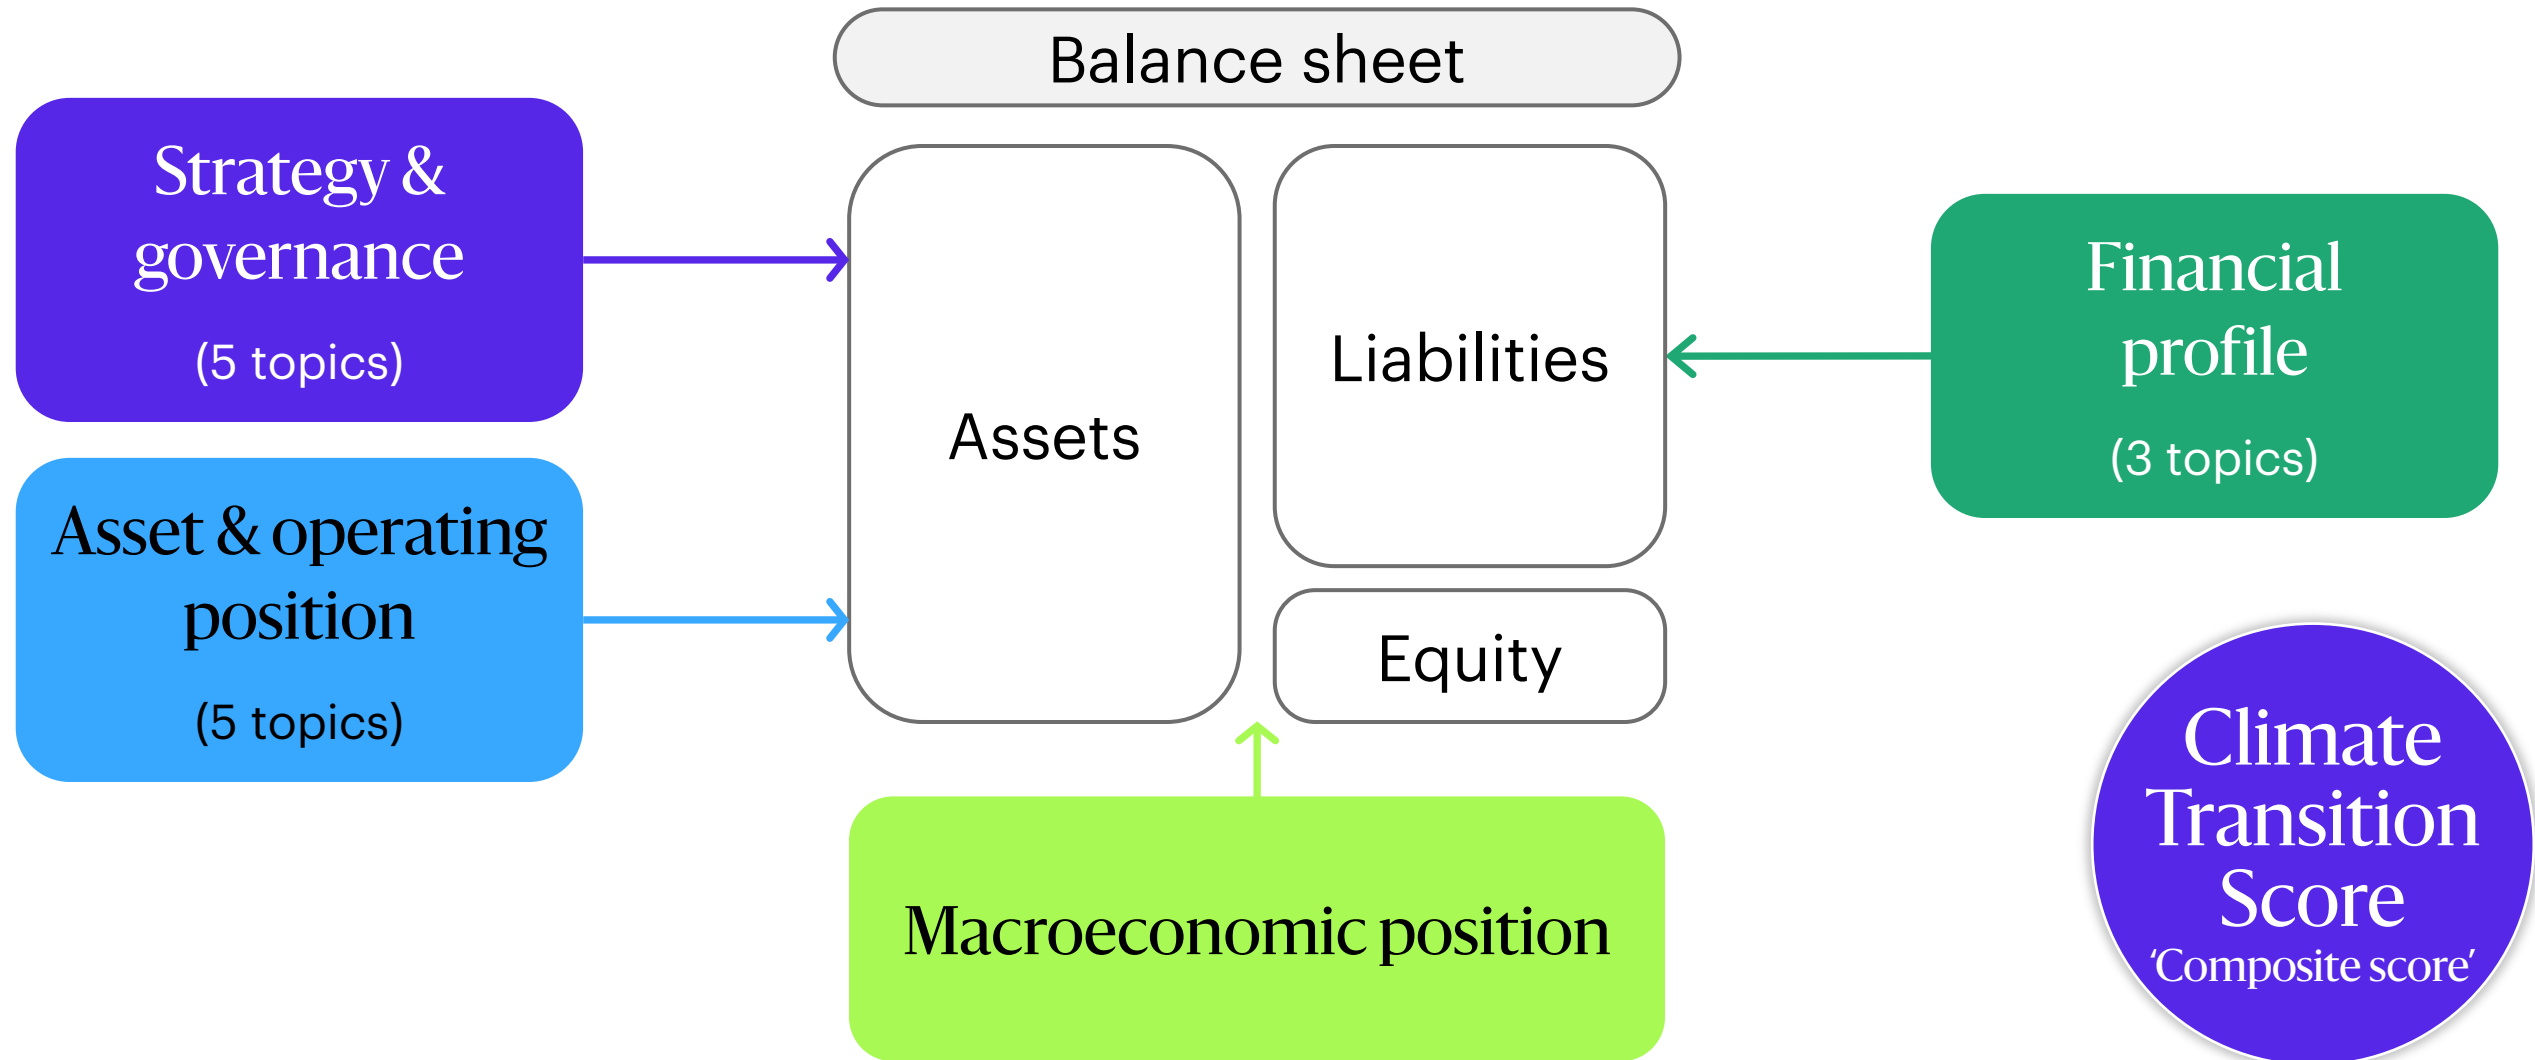 Balance sheet
Strategy &
governance
(5 topics)
Asset & operating
position
(5 topics)
Assets
Liabilities
Equity
Financial
profile
(3 topics)
Macroeconomic position
Climate
Transition
Score
‘Composite score’